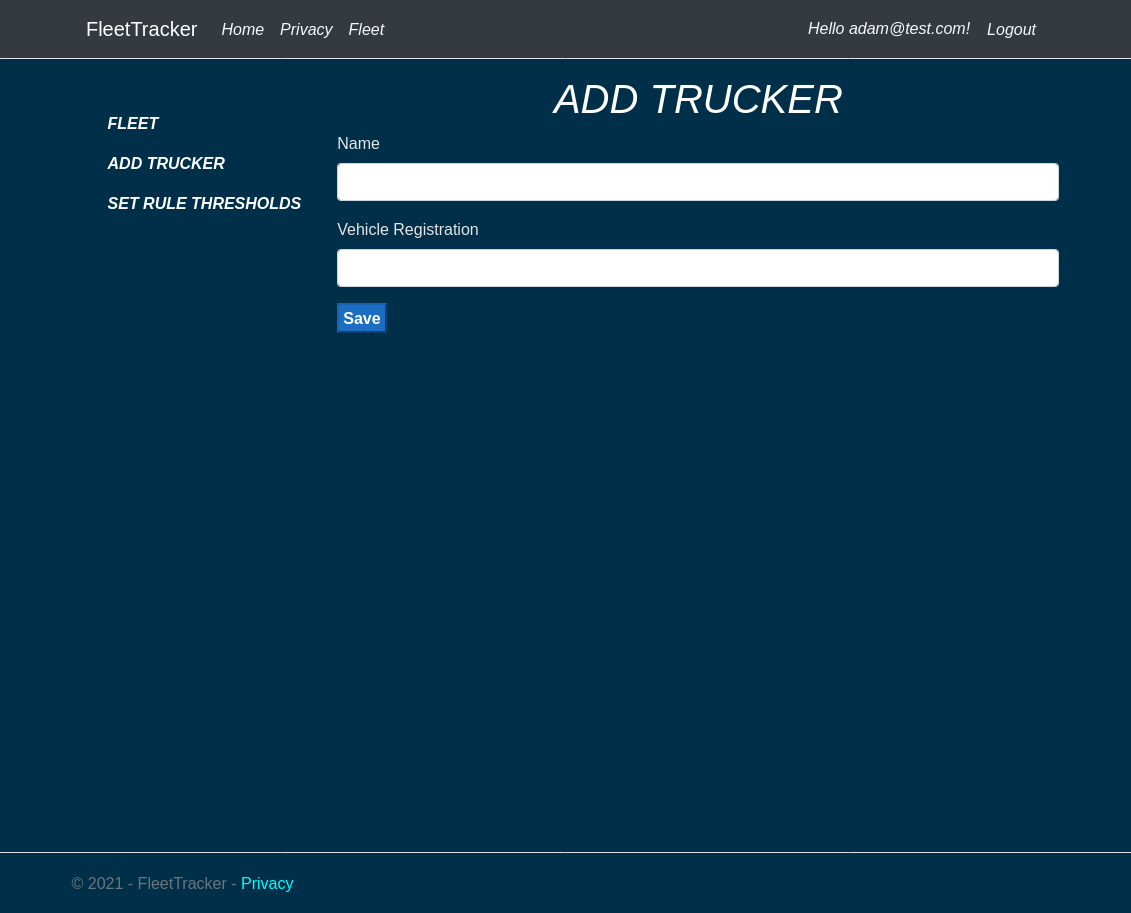 FleetTracker Home Privacy Fleet Hello adam@test.com! Logout
ADD TRUCKER
FLEET
ADD TRUCKER
SET RULE THRESHOLDS
Name
Vehicle Registration
Save
© 2021 - FleetTracker - Privacy